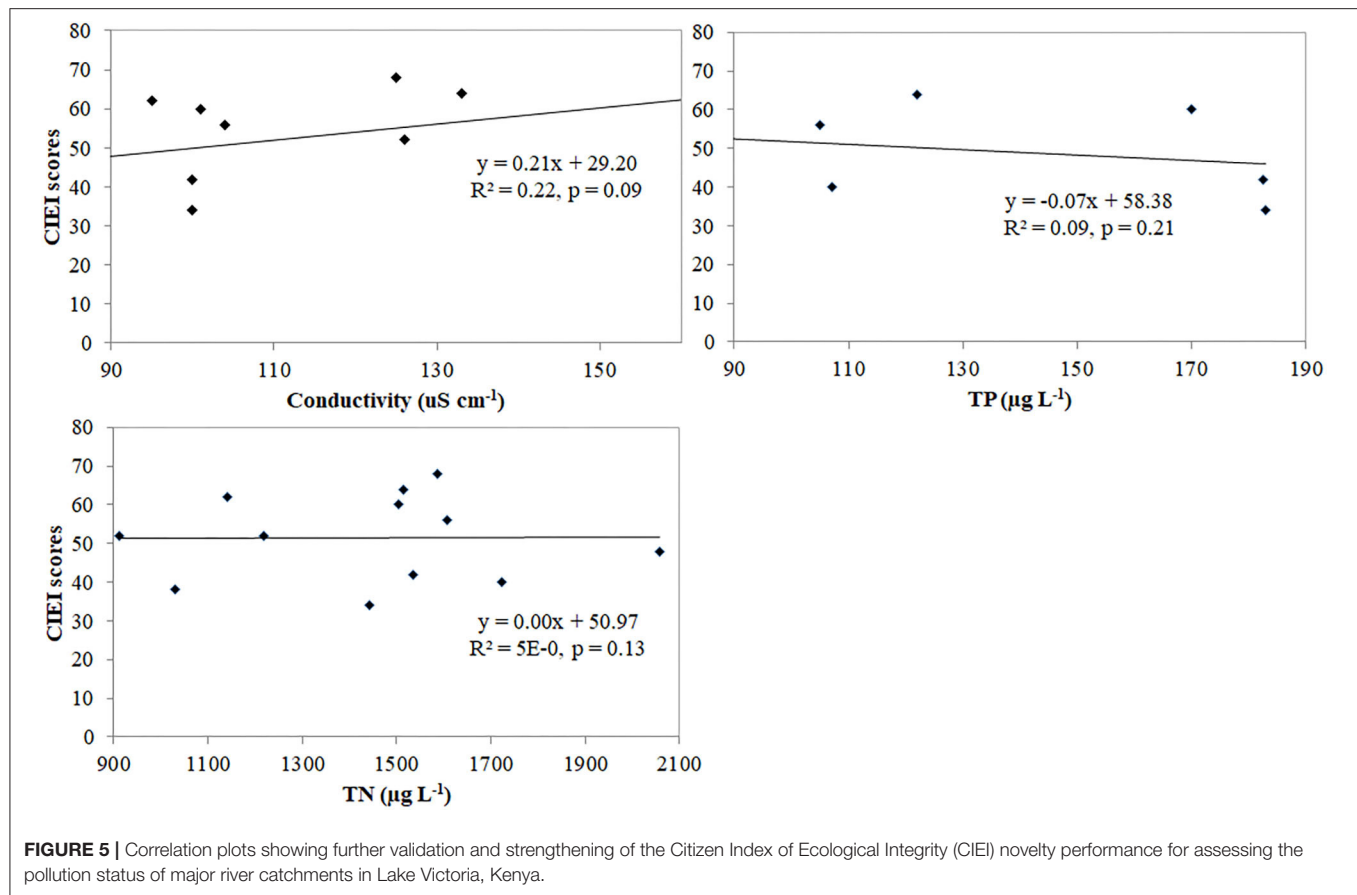 80
70
60
50
40
30
20
10
0
CIEI scores
y = 0.21x + 29.20
R² = 0.22, p = 0.09
90 110 130 150
Conductivity (uS cm⁻¹)
80
70
60
50
40
30
20
10
0
y = -0.07x + 58.38
R² = 0.09, p = 0.21
90 110 130 150 170 190
TP (µg L⁻¹)
80
70
60
50
40
30
20
10
0
CIEI scores
y = 0.00x + 50.97
R² = 5E-0, p = 0.13
900 1100 1300 1500 1700 1900 2100
TN (µg L⁻¹)
FIGURE 5 | Correlation plots showing further validation and strengthening of the Citizen Index of Ecological Integrity (CIEI) novelty performance for assessing the
pollution status of major river catchments in Lake Victoria, Kenya.